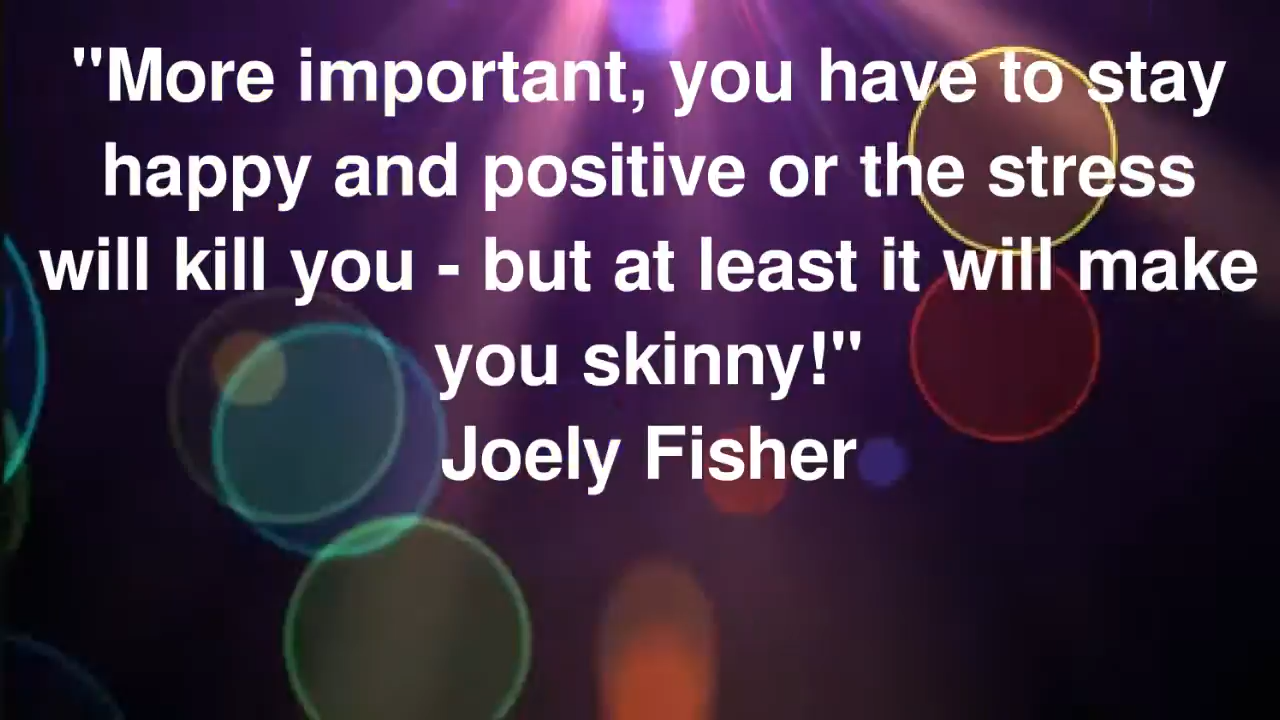 "More important, you have to stay
happy and positive or the stress
will kill you - but at least it will make
you skinny!"
Joely Fisher